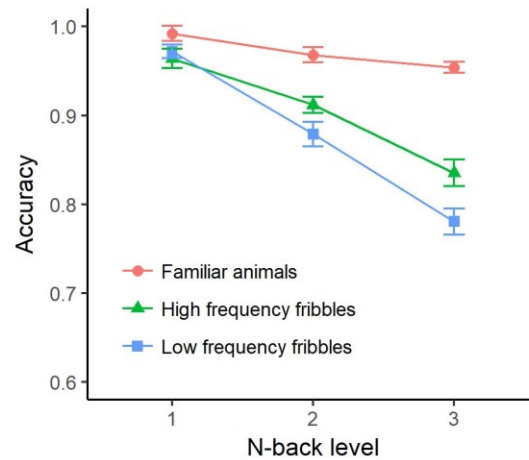 1.0
0.9
0.8
0.7
0.6
Accuracy
Familiar animals
High frequency fribbles
Low frequency fribbles
1 2 3
N-back level